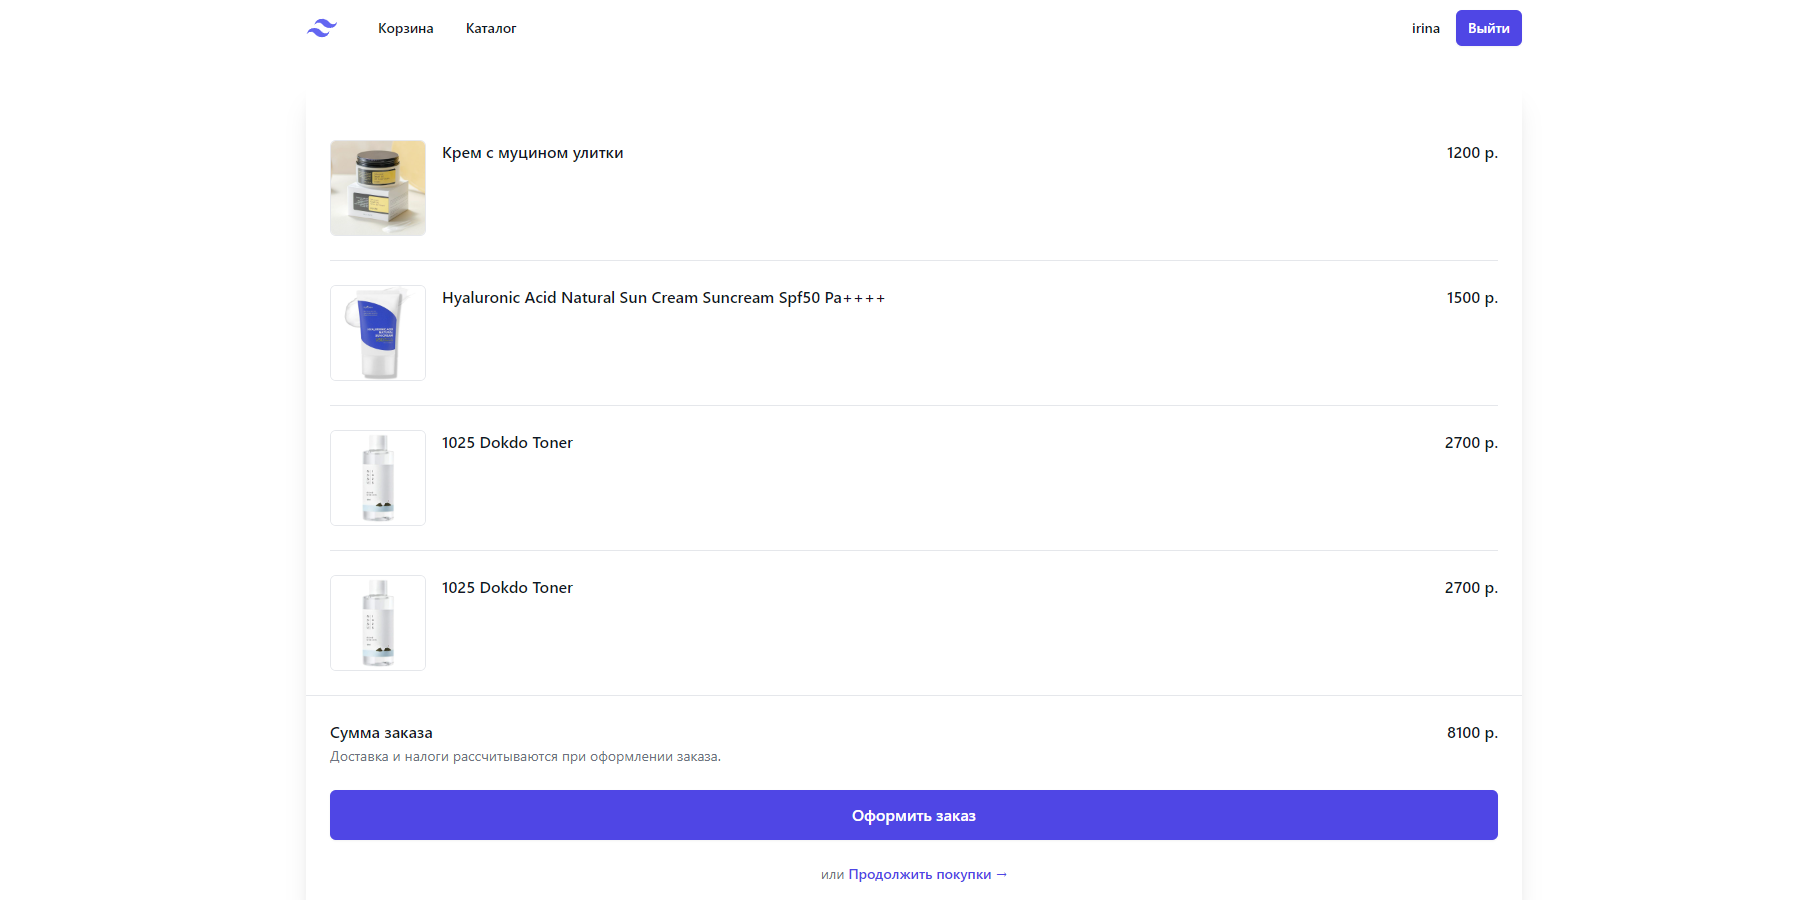 Корзина Каталог irina Выйти
Крем с муцином улитки 1200 р.
Hyaluronic Acid Natural Sun Cream Suncream Spf50 Pa++++ 1500 р.
1025 Dokdo Toner 2700 р.
1025 Dokdo Toner 2700 р.
Сумма заказа 8100 р.
Доставка и налоги рассчитываются при оформлении заказа.
Оформить заказ
или Продолжить покупки →